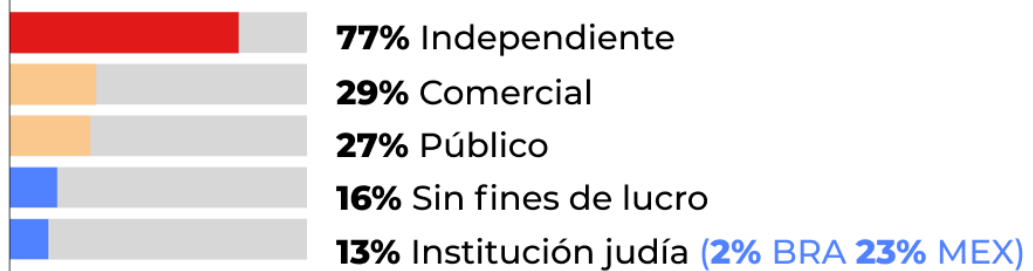 77% Independiente
29% Comercial
27% Público
16% Sin fines de lucro
13% Institución judía (2% BRA 23% MEX)